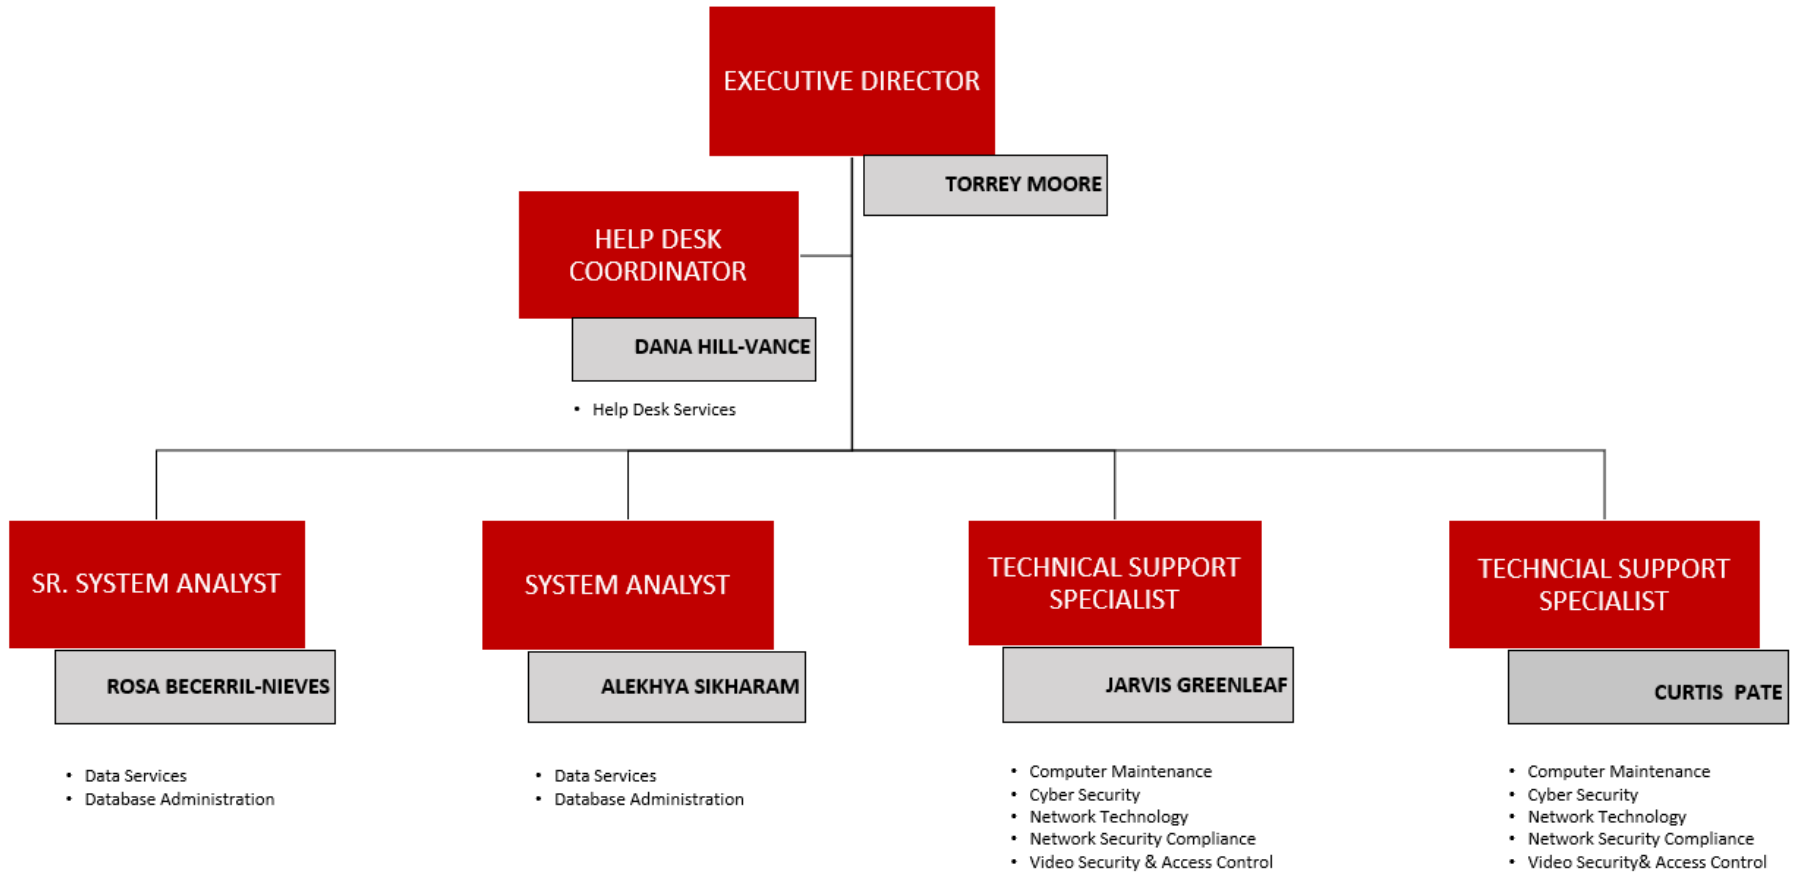 EXECUTIVE DIRECTOR
TORREY MOORE
HELP DESK
COORDINATOR
DANA HILL-VANCE
• Help Desk Services
SR. SYSTEM ANALYST
ROSA BECERRIL-NIEVES
• Data Services
• Database Administration
SYSTEM ANALYST
ALEKHYA SIKHARAM
• Data Services
• Database Administration
TECHNICAL SUPPORT
SPECIALIST
JARVIS GREENLEAF
• Computer Maintenance
• Cyber Security
• Network Technology
• Network Security Compliance
• Video Security & Access Control
TECHNCIAL SUPPORT
SPECIALIST
CURTIS  PATE
• Computer Maintenance
• Cyber Security
• Network Technology
• Network Security Compliance
• Video Security& Access Control